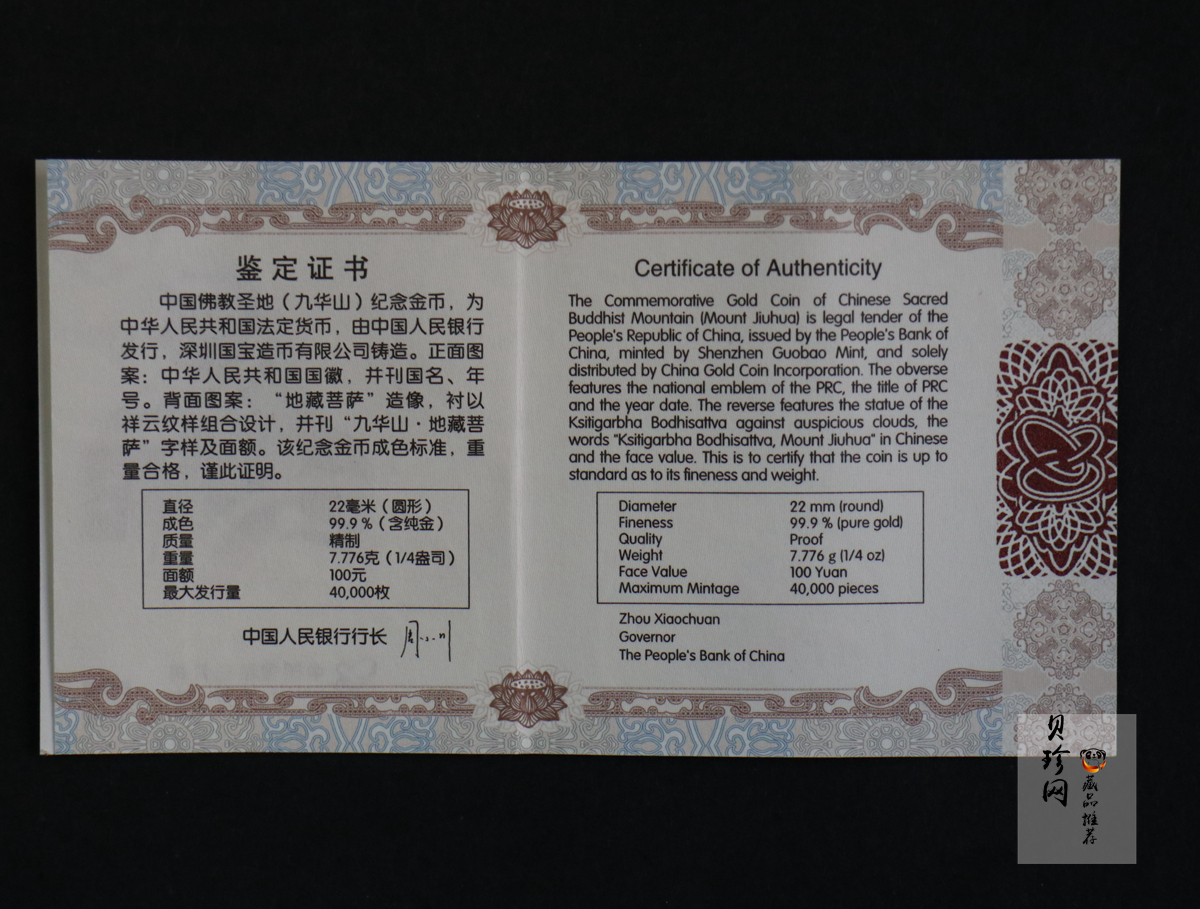 鉴定证书
中国佛教圣地（九华山）纪念金币，为
中华人民共和国法定货币，由中国人民银行
发行，深圳国宝造币有限公司铸造。正面图
案：中华人民共和国国徽，并刊国名、年
号。背面图案：“地藏菩萨”造像，衬以
祥云纹样组合设计，并刊“九华山·地藏菩
萨”字样及面额。该纪念金币成色标准，重
量合格，谨此证明。
直径 22毫米（圆形）
成色 99.9 %（含纯金）
质量 精制
重量 7.776克（1/4盎司）
面额 100元
最大发行量 40,000枚
中国人民银行行长 周小川
Certificate of Authenticity
The Commemorative Gold Coin of Chinese Sacred
Buddhist Mountain (Mount Jiuhua) is legal tender of the
People's Republic of China, issued by the People's Bank of
China, minted by Shenzhen Guobao Mint, and solely
distributed by China Gold Coin Incorporation. The obverse
features the national emblem of the PRC, the title of PRC
and the year date. The reverse features the statue of the
Ksitigarbha Bodhisattva against auspicious clouds, the
words "Ksitigarbha Bodhisattva, Mount Jiuhua" in Chinese
and the face value. This is to certify that the coin is up to
standard as to its fineness and weight.
Diameter 22 mm (round)
Fineness 99.9 % (pure gold)
Quality Proof
Weight 7.776 g (1/4 oz)
Face Value 100 Yuan
Maximum Mintage 40,000 pieces
Zhou Xiaochuan
Governor
The People's Bank of China
贝珍网
藏品推荐